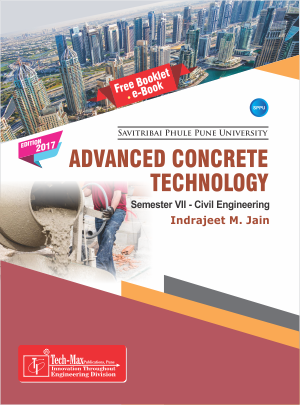 Free Booklet
. e-Book
SPPU
SAVITRIBAI PHULE PUNE UNIVERSITY
EDITION
2017
ADVANCED CONCRETE
TECHNOLOGY
Semester VII - Civil Engineering
Indrajeet M. Jain
Tech-Max
Publications, Pune
Innovation Throughout
Engineering Division